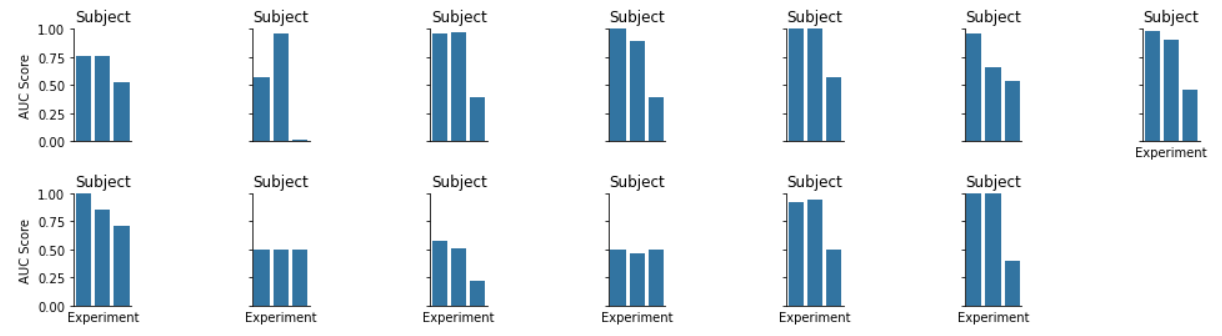 Subject Subject Subject Subject Subject Subject Subject
1.00
0.75
0.50
0.25
0.00
AUC Score
Experiment
Subject Subject Subject Subject Subject Subject
1.00
0.75
0.50
0.25
0.00
AUC Score
Experiment Experiment Experiment Experiment Experiment Experiment